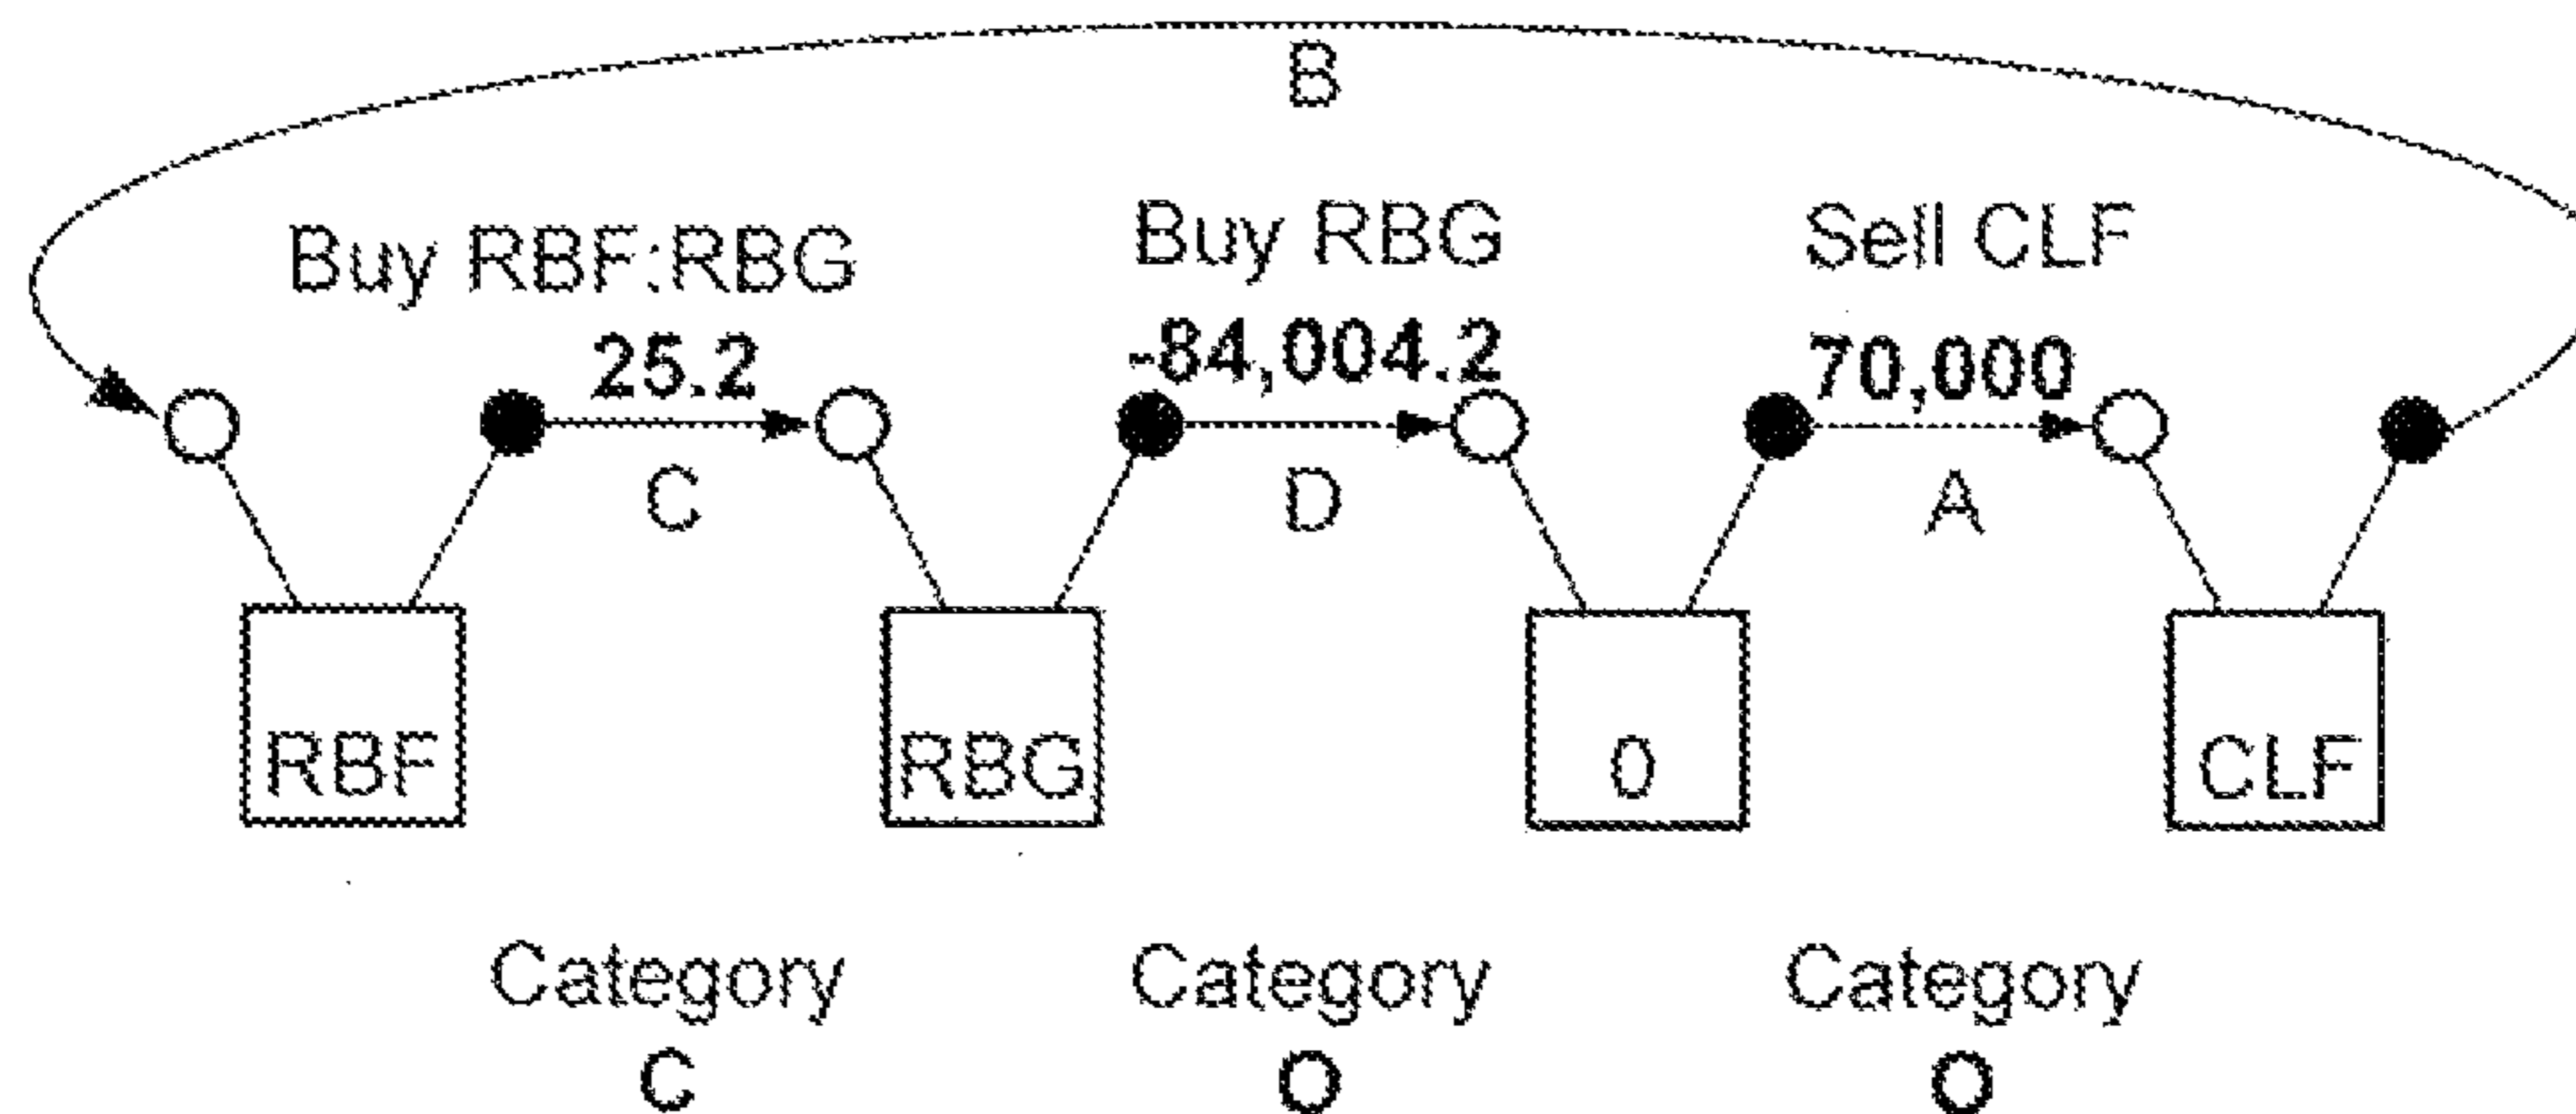 B
Buy RBF:RBG
Buy RBG
Sell CLF
25.2
-84,004.2
70,000
C
D
A
RBF
RBG
0
CLF
Category
C
Category
O
Category
O